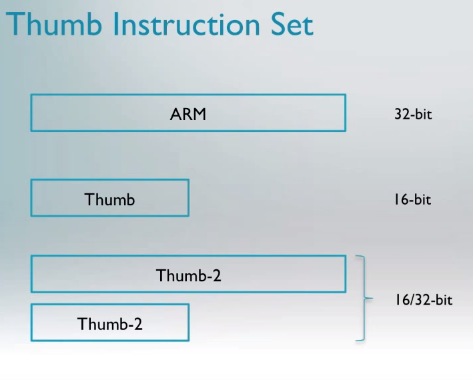 Thumb Instruction Set
ARM 32-bit
Thumb 16-bit
Thumb-2
16/32-bit
Thumb-2